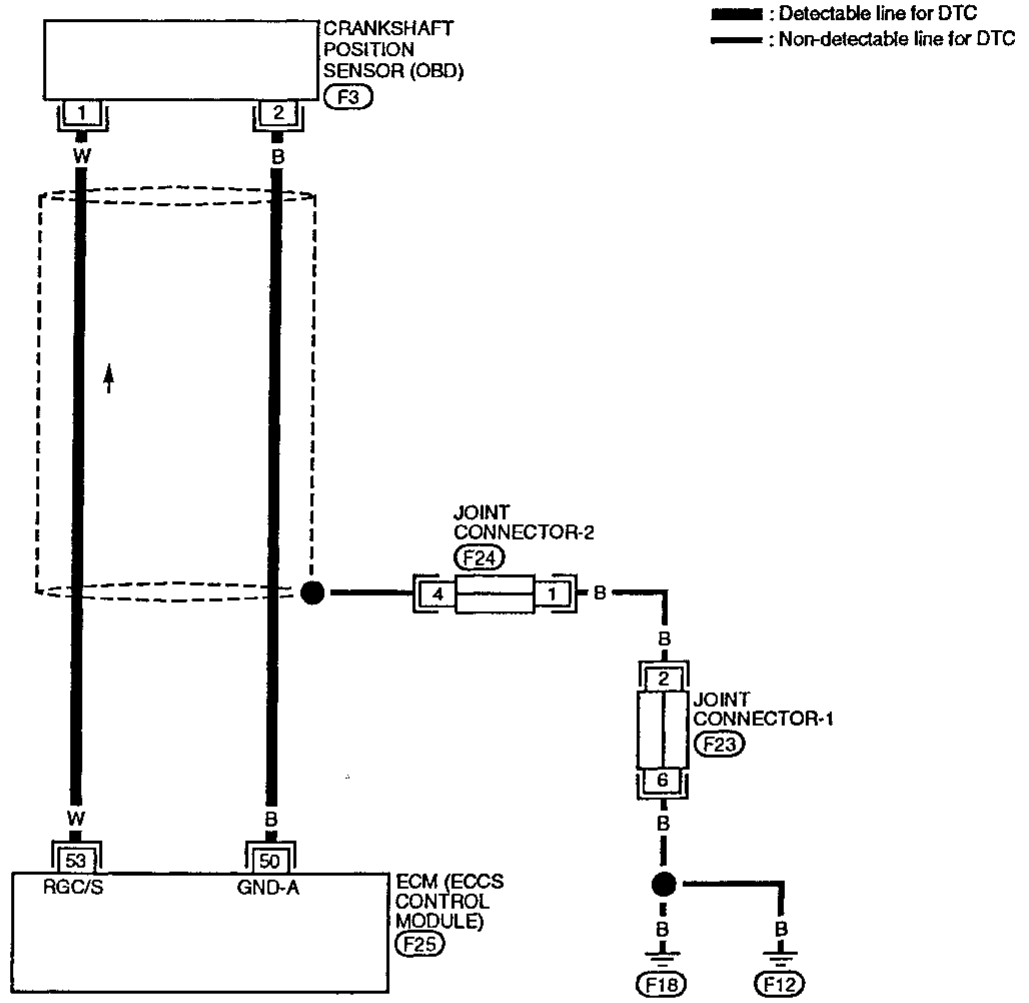 : Detectable line for DTC
: Non-detectable line for DTC
CRANKSHAFT
POSITION
SENSOR (OBD)
F3
1
2
W
B
JOINT
CONNECTOR-2
F24
4
1
B
B
2
JOINT
CONNECTOR-1
F23
6
B
W
B
53
50
RGC/S
GND-A
ECM (ECCS
CONTROL
MODULE)
F25
B
B
F18
F12